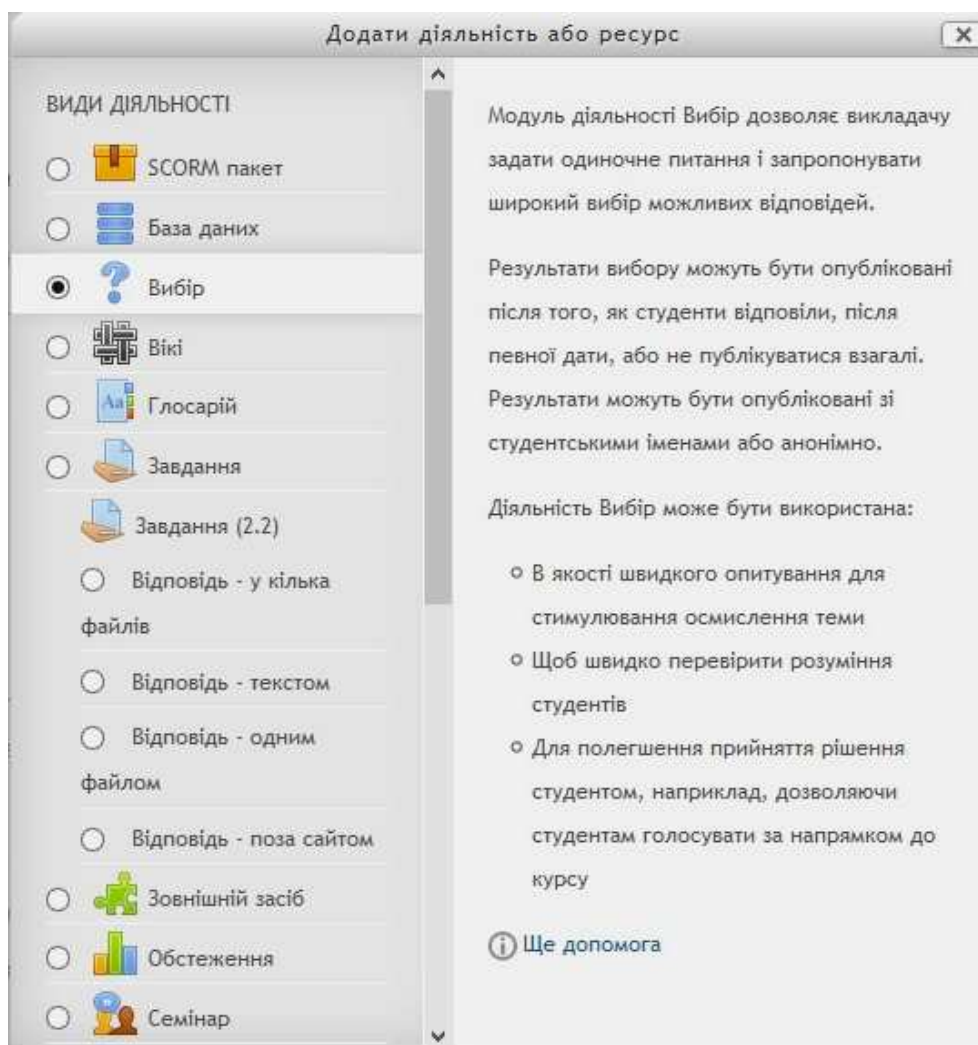 Додати діяльність або ресурс
ВИДИ ДІЯЛЬНОСТІ
SCORM пакет
База даних
Вибір
Вікі
Глосарій
Завдання
Завдання (2.2)
Відповідь - у кілька
файлів
Відповідь - текстом
Відповідь - одним
файлом
Відповідь - поза сайтом
Зовнішній засіб
Обстеження
Семінар
Модуль діяльності Вибір дозволяє викладачу
задати одиночне питання і запропонувати
широкий вибір можливих відповідей.
Результати вибору можуть бути опубліковані
після того, як студенти відповіли, після
певної дати, або не публікуватися взагалі.
Результати можуть бути опубліковані зі
студентськими іменами або анонімно.
Діяльність Вибір може бути використана:
В якості швидкого опитування для
стимулювання осмислення теми
Щоб швидко перевірити розуміння
студентів
Для полегшення прийняття рішення
студентом, наприклад, дозволяючи
студентам голосувати за напрямком до
курсу
Ще допомога